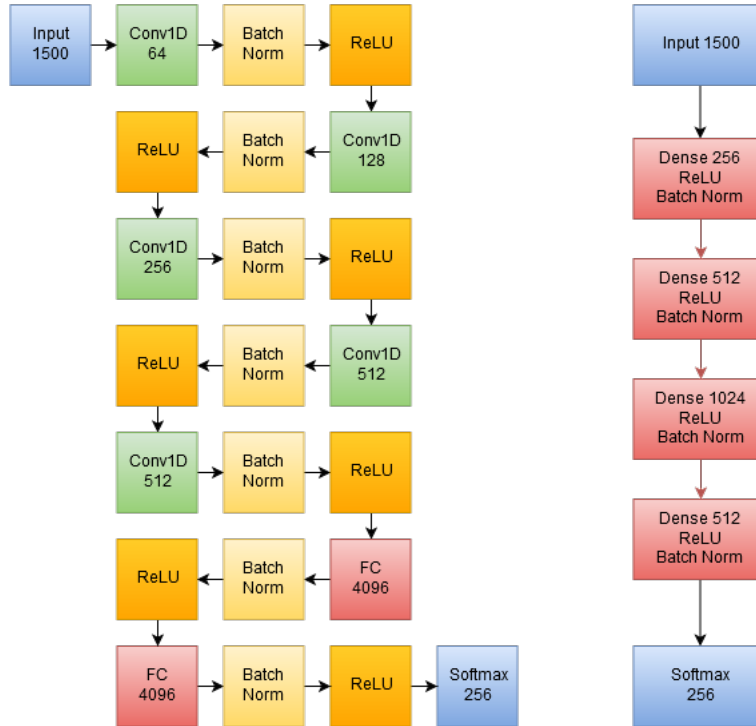 Input
1500
Conv1D
64
Batch
Norm
ReLU
ReLU
Batch
Norm
Conv1D
128
Conv1D
256
Batch
Norm
ReLU
ReLU
Batch
Norm
Conv1D
512
Conv1D
512
Batch
Norm
ReLU
ReLU
Batch
Norm
FC
4096
FC
4096
Batch
Norm
ReLU
Softmax
256
Input 1500
Dense 256
ReLU
Batch Norm
Dense 512
ReLU
Batch Norm
Dense 1024
ReLU
Batch Norm
Dense 512
ReLU
Batch Norm
Softmax
256